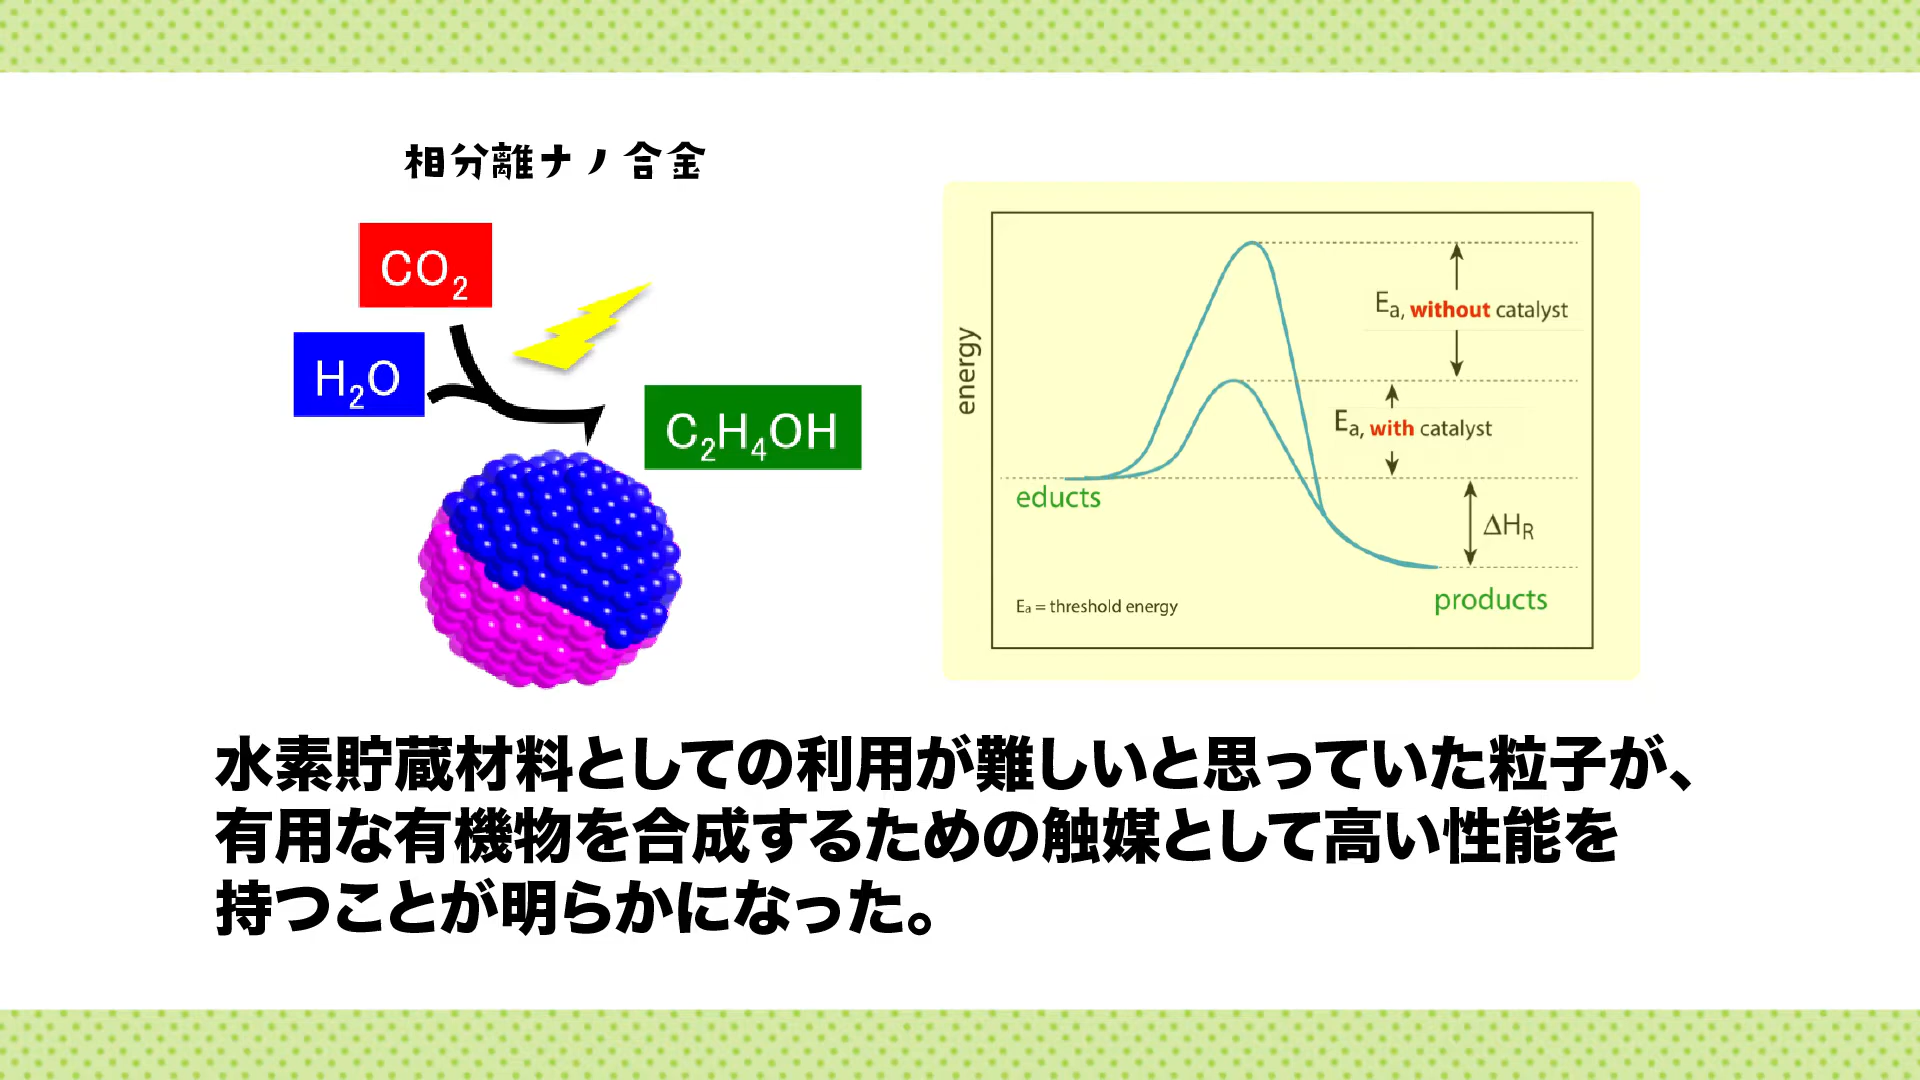 相分離ナノ合金
CO₂
H₂O
C₂H₄OH
energy
Ea, without catalyst
Ea, with catalyst
educts
ΔHR
products
Ea = threshold energy
水素貯蔵材料としての利用が難しいと思っていた粒子が、
有用な有機物を合成するための触媒として高い性能を
持つことが明らかになった。